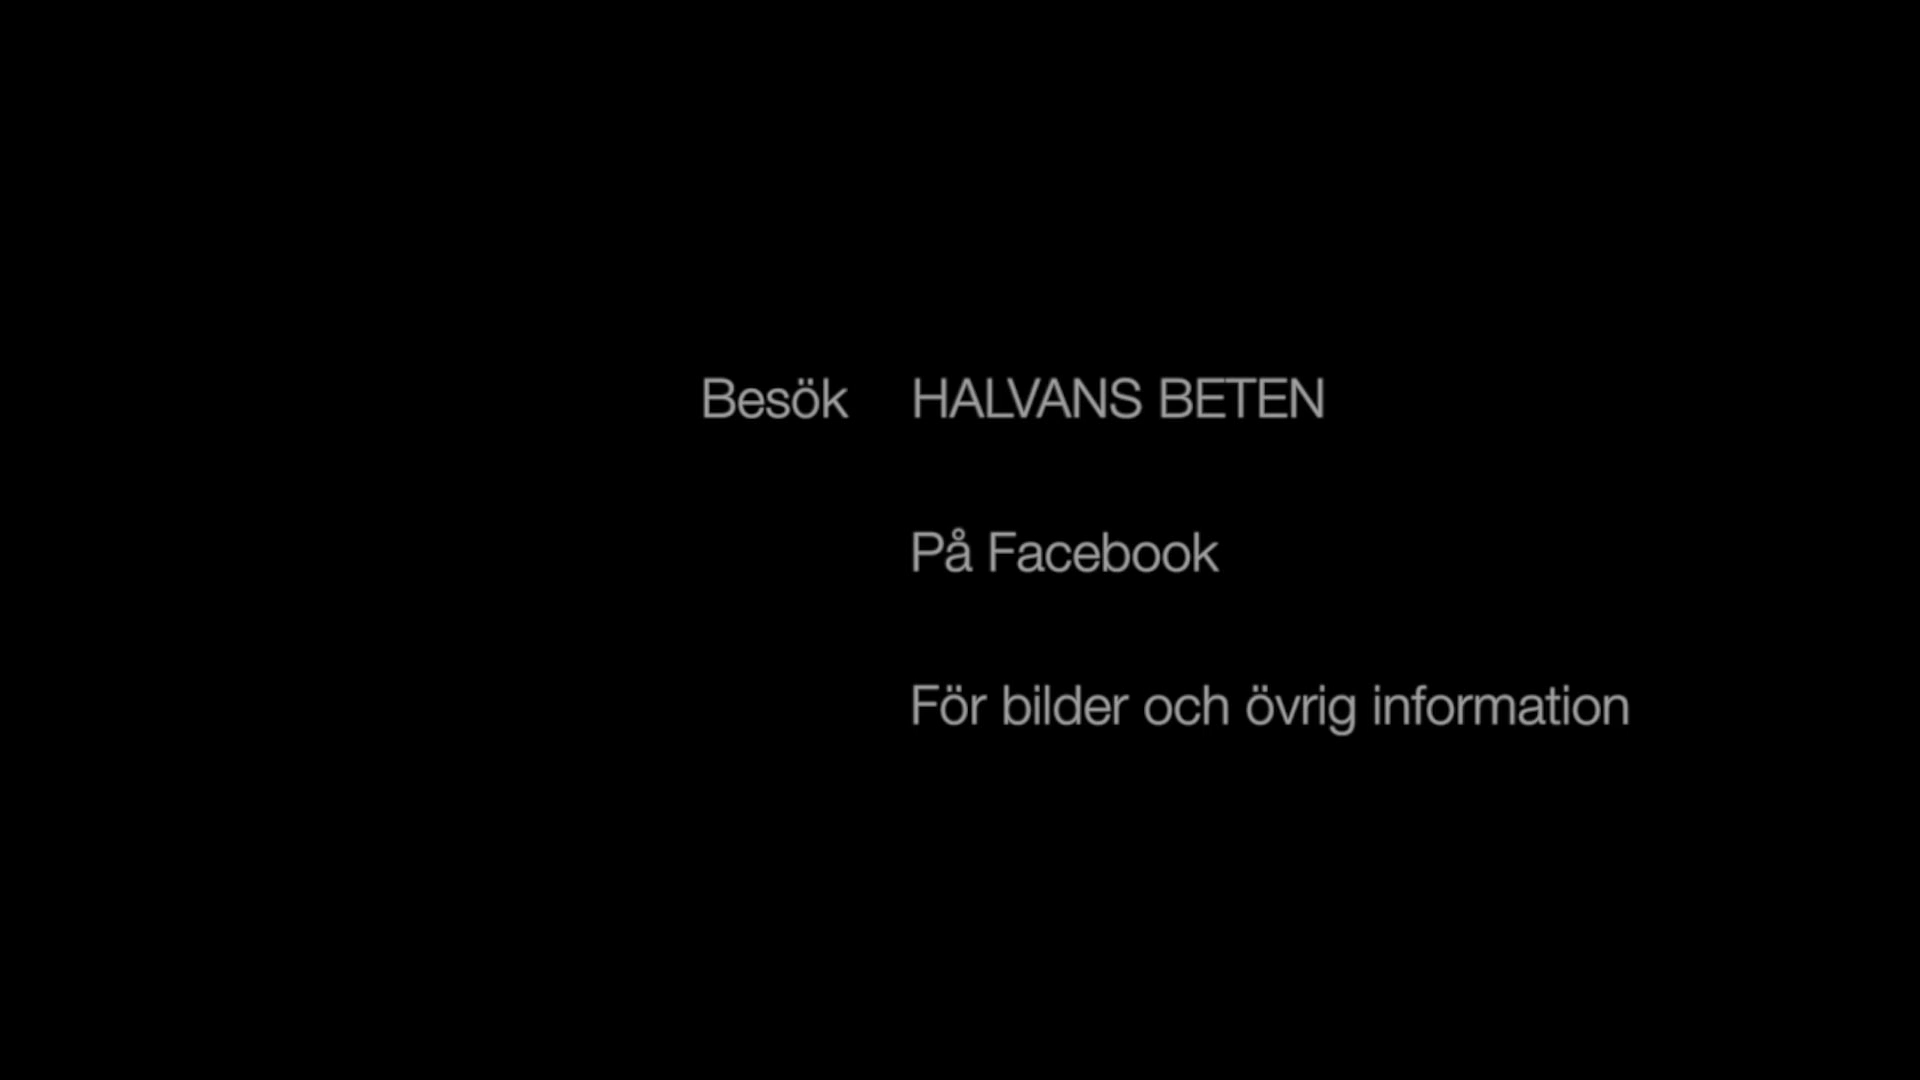 Besök HALVANS BETEN
På Facebook
För bilder och övrig information